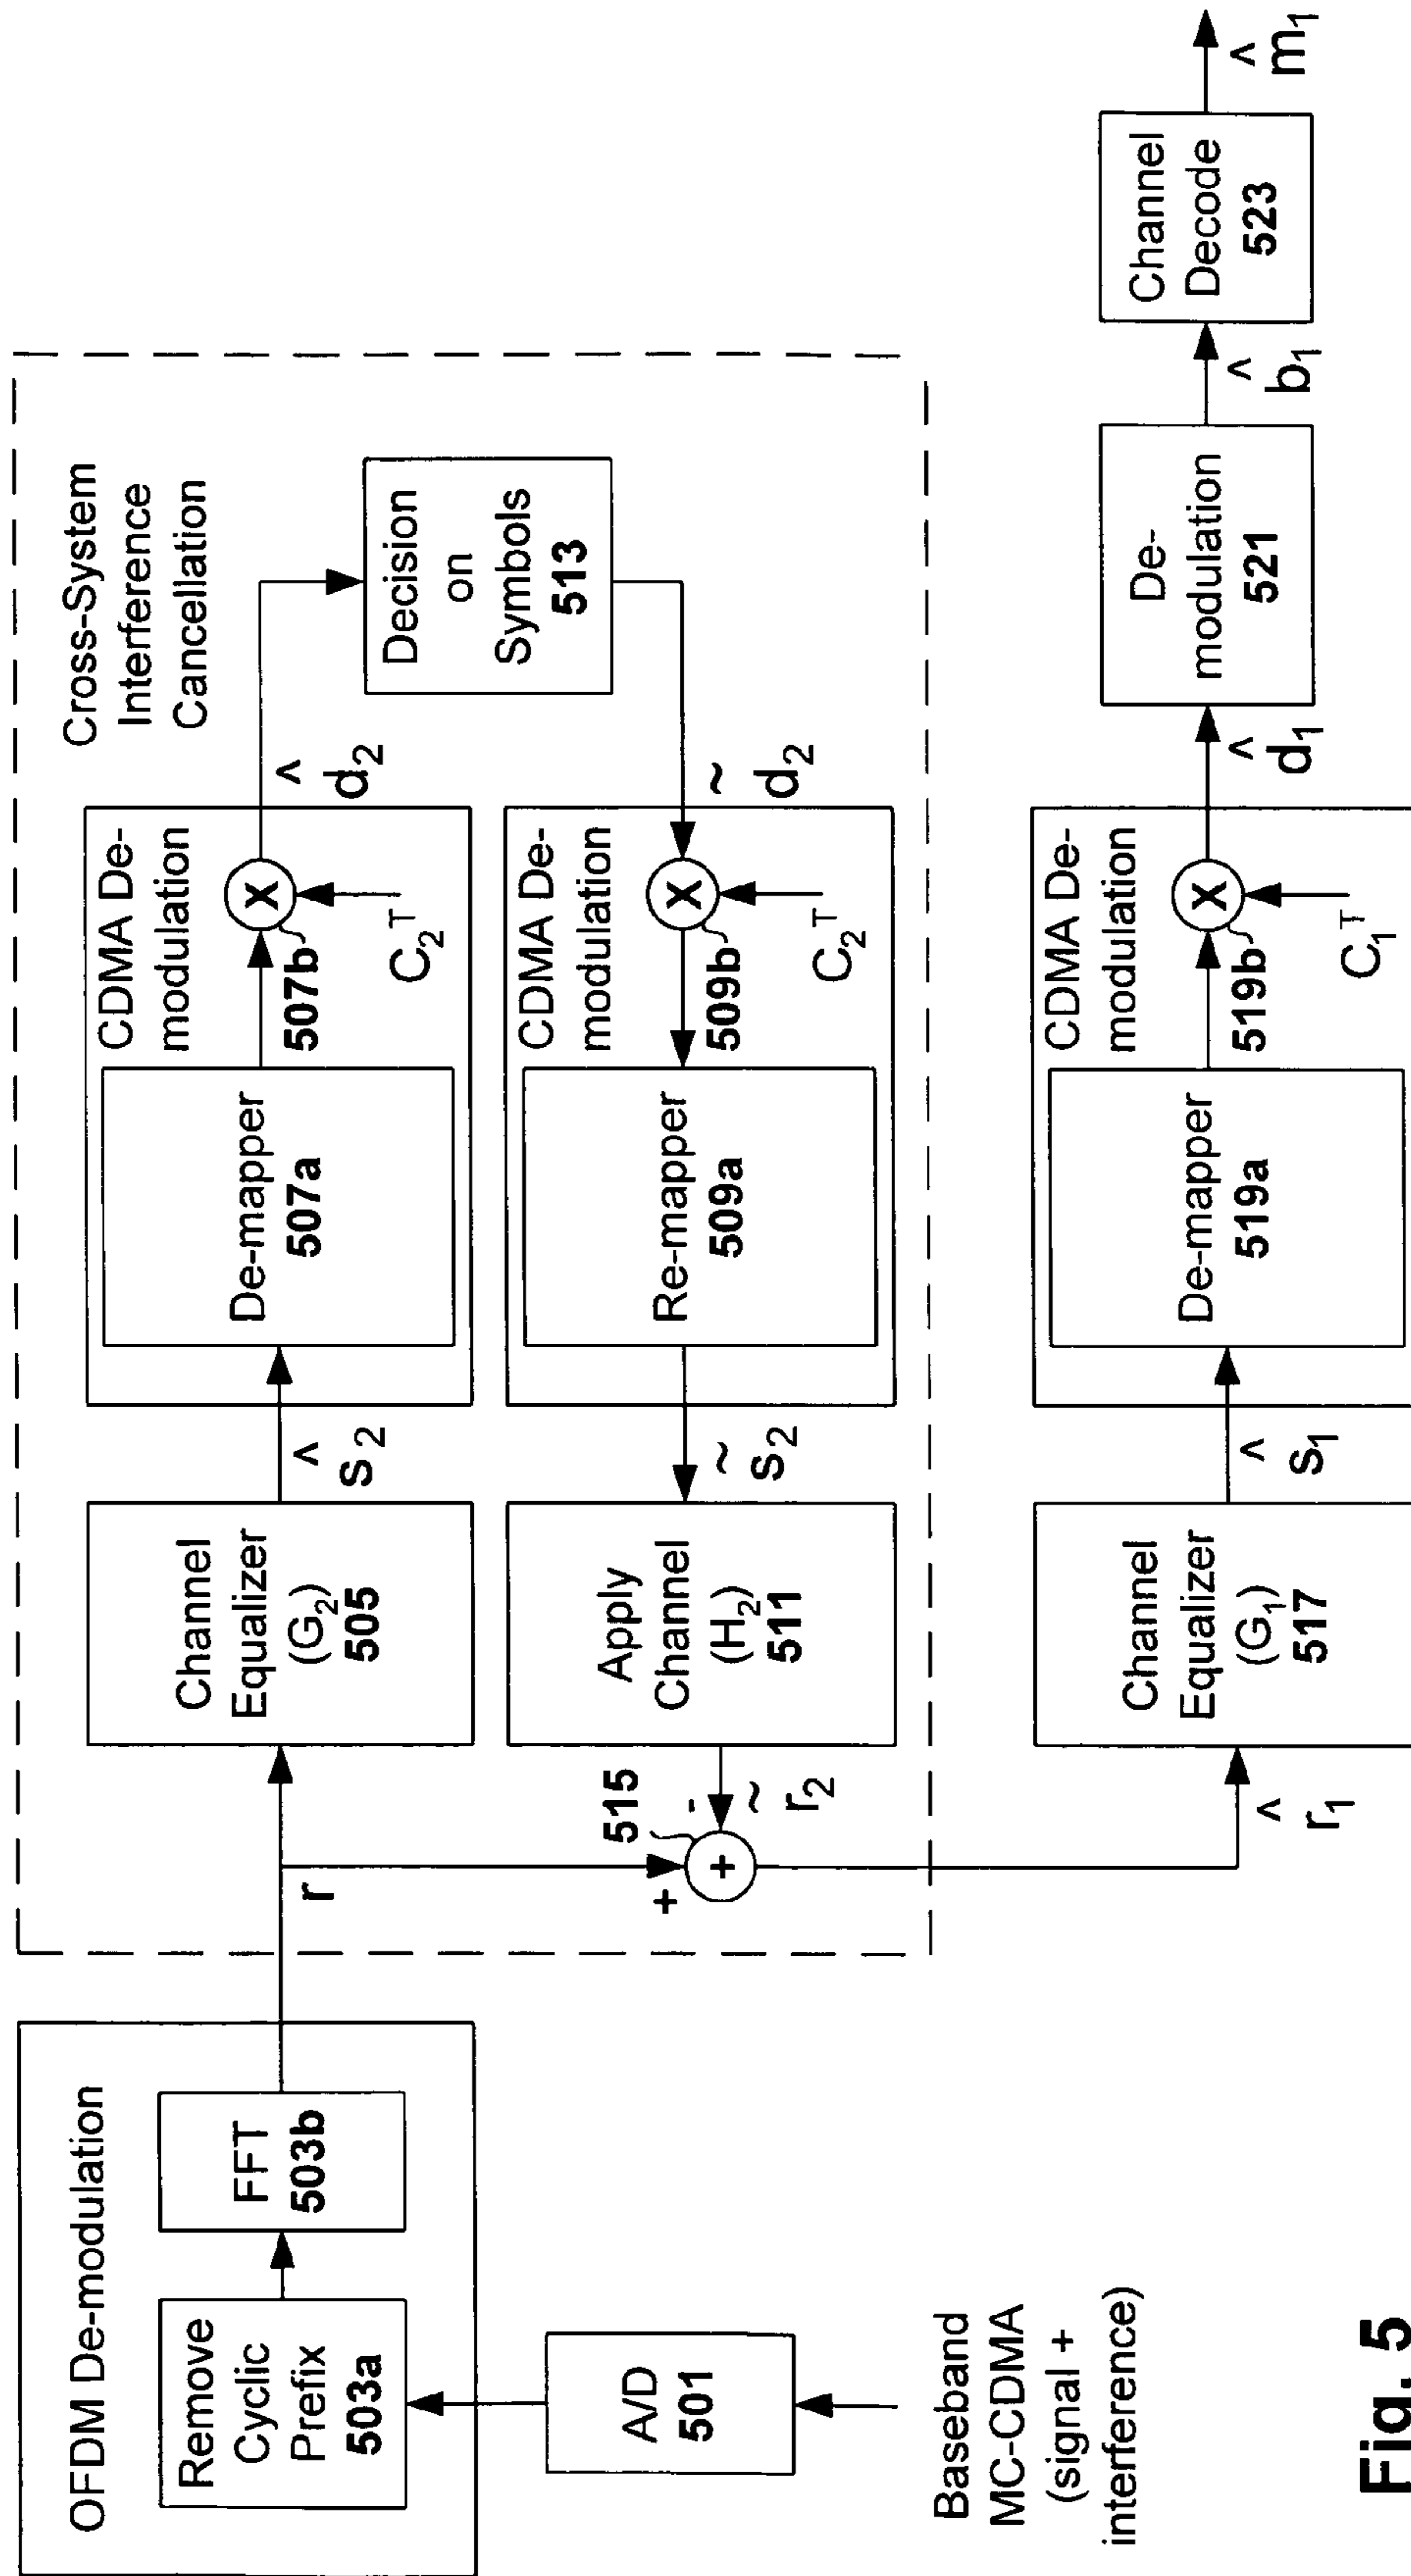 OFDM De-modulation
Remove
Cyclic
Prefix
503a
FFT
503b
A/D
501
Baseband
MC-CDMA
(signal +
interference)
r
Cross-System
Interference
Cancellation
Channel
Equalizer
(G₂)
505
^
s₂
CDMA De-
modulation
De-mapper
507a
507b
X
C₂ᵀ
^
d₂
Decision
on
Symbols
513
~
d₂
CDMA De-
modulation
X
509b
C₂ᵀ
Re-mapper
509a
~
s₂
Apply
Channel
(H₂)
511
~
r₂
515
-
+
+
^
r₁
Channel
Equalizer
(G₁)
517
^
s₁
CDMA De-
modulation
De-mapper
519a
519b
X
C₁ᵀ
^
d₁
De-
modulation
521
^
b₁
Channel
Decode
523
^
m₁
Fig. 5